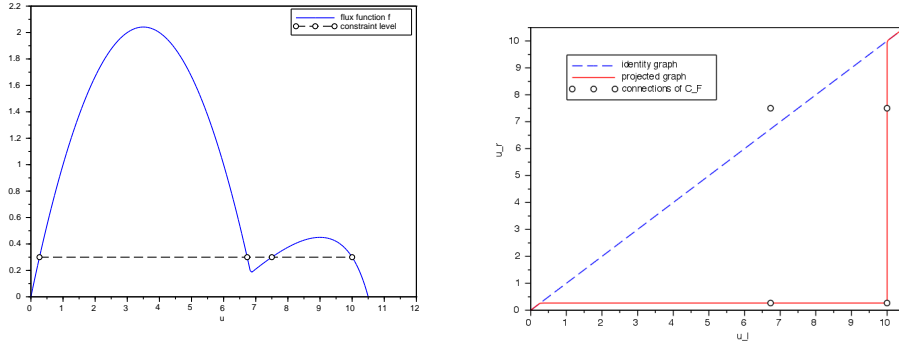 2.2
2
1.8
1.6
1.4
1.2
1
0.8
0.6
0.4
0.2
0
0 1 2 3 4 5 6 7 8 9 10 11 12
u
flux function f
constraint level
10
9
8
7
6
5
4
3
2
1
0
0 1 2 3 4 5 6 7 8 9 10
u_r
u_l
identity graph
projected graph
connections of C_F